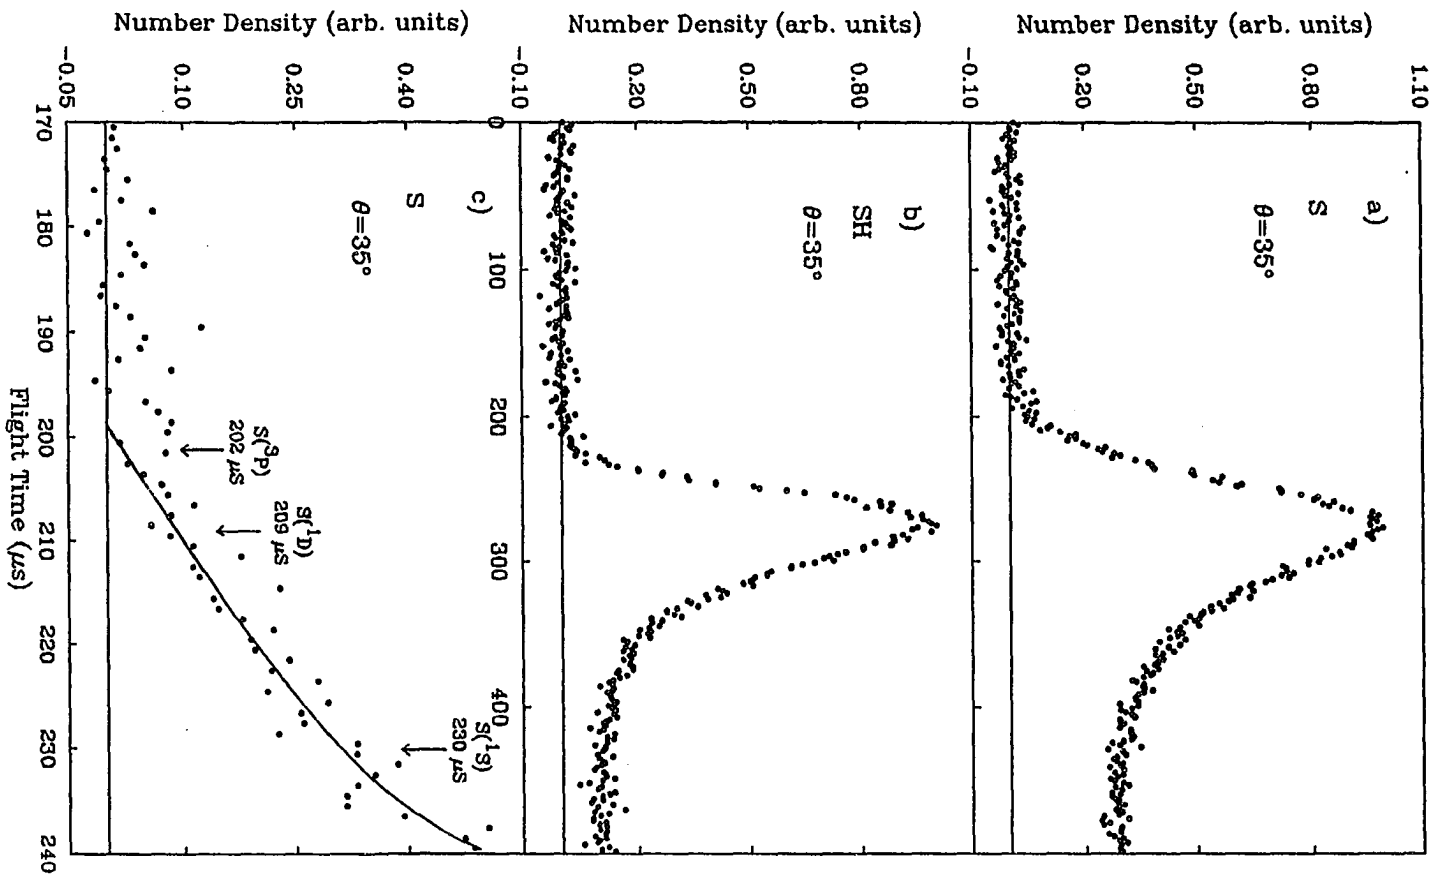 Number Density (arb. units)
1.10
0.80
0.50
0.20
-0.10
a)
S
θ=35°
Number Density (arb. units)
0.80
0.50
0.20
-0.10
b)
SH
θ=35°
0 100 200 300 400
Number Density (arb. units)
0.40
0.25
0.10
-0.05
c)
S
θ=35°
S(³P)
202 μS
S(¹D)
209 μS
S(¹S)
230 μS
170 180 190 200 210 220 230 240
Flight Time (μs)